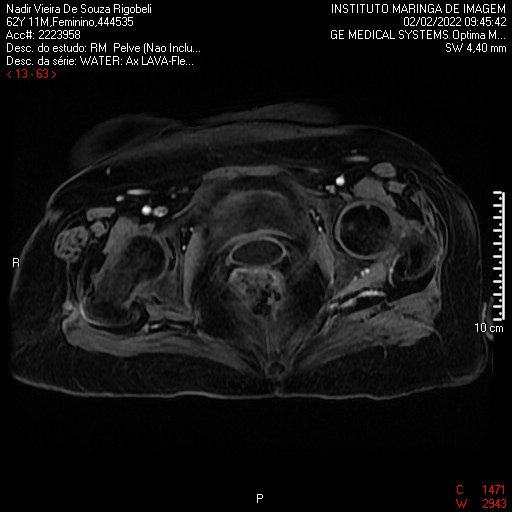 Nadir Vieira De Souza Rigobeli
62Y 11M,Feminino,444535
Acc#: 2223958
Desc. do estudo: RM Pelve (Nao Inclu...
Desc. da série: WATER: Ax LAVA-Fle...
< 13 - 63 >
INSTITUTO MARINGA DE IMAGEM
02/02/2022 09:45:42
GE MEDICAL SYSTEMS Optima M...
SW 4,40 mm
R
10 cm
P
C 1471
W 2943